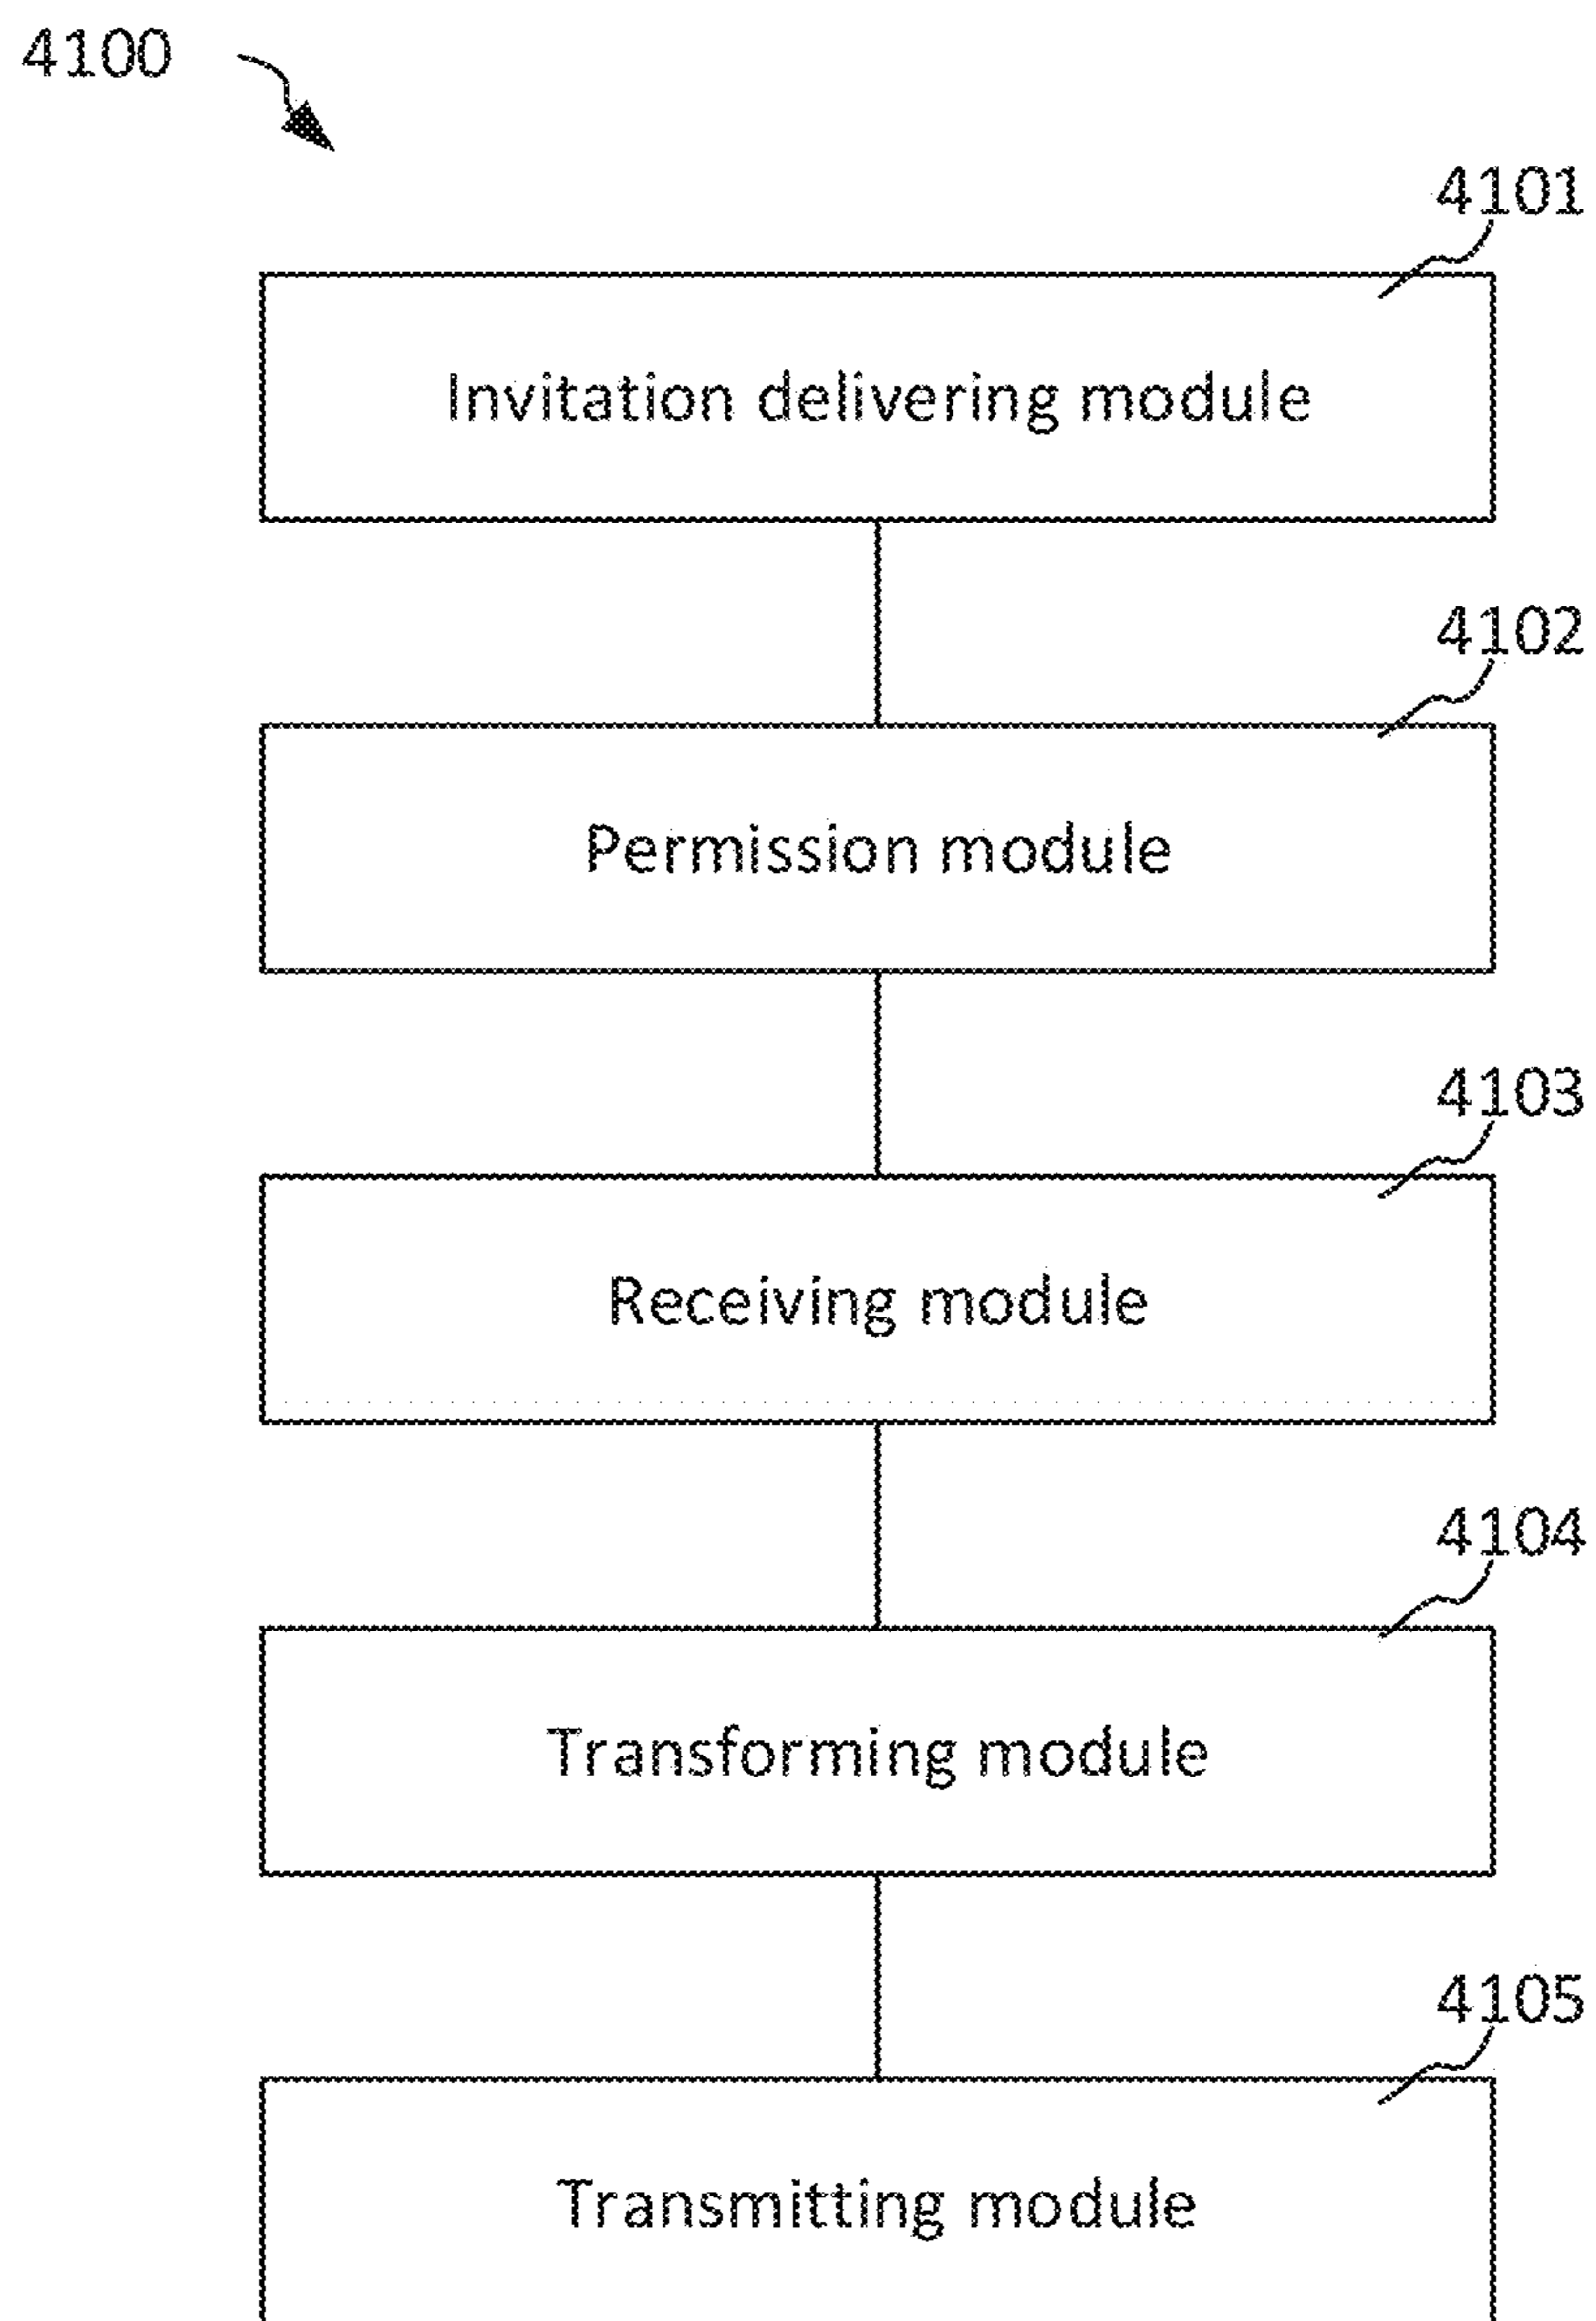 4100
4101
Invitation delivering module
4102
Permission module
4103
Receiving module
4104
Transforming module
4105
Transmitting module